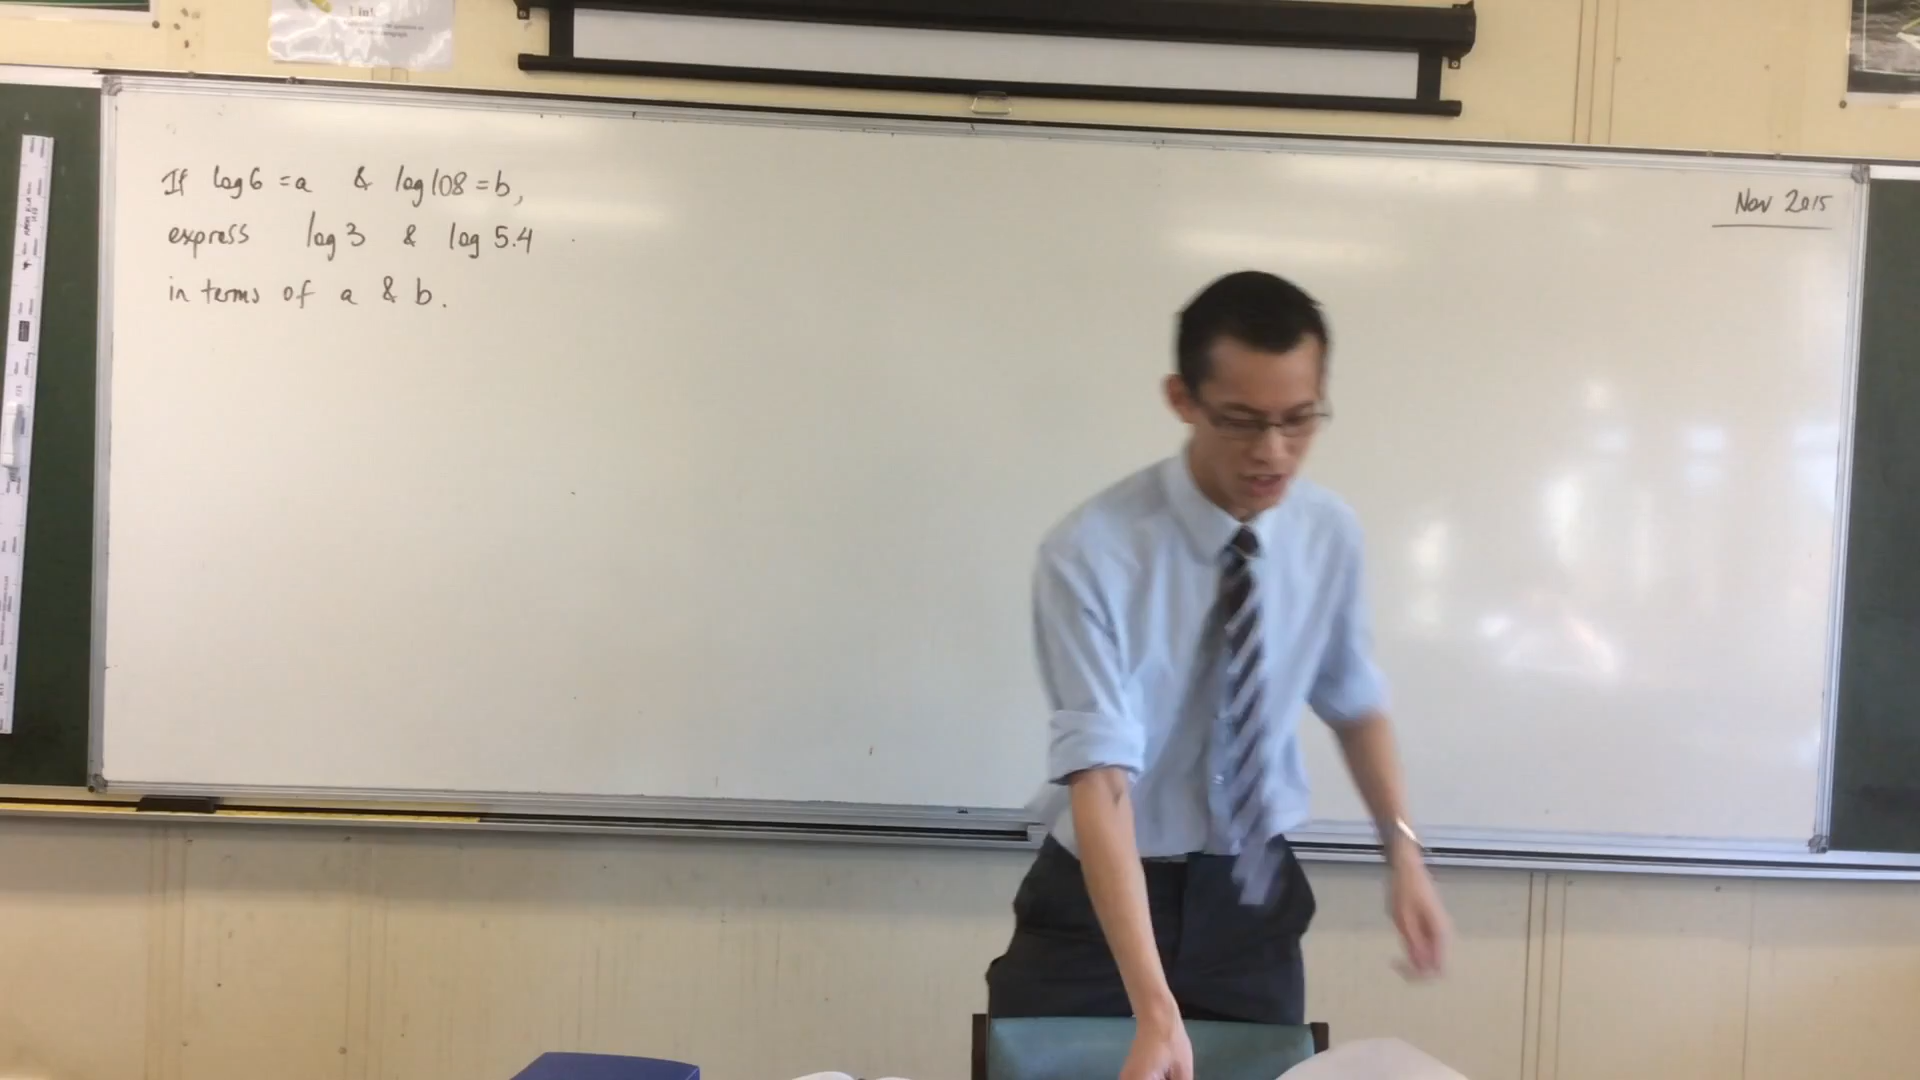 If log 6 = a & log 108 = b,
express log 3 & log 5.4
in terms of a & b.
Nov 2015